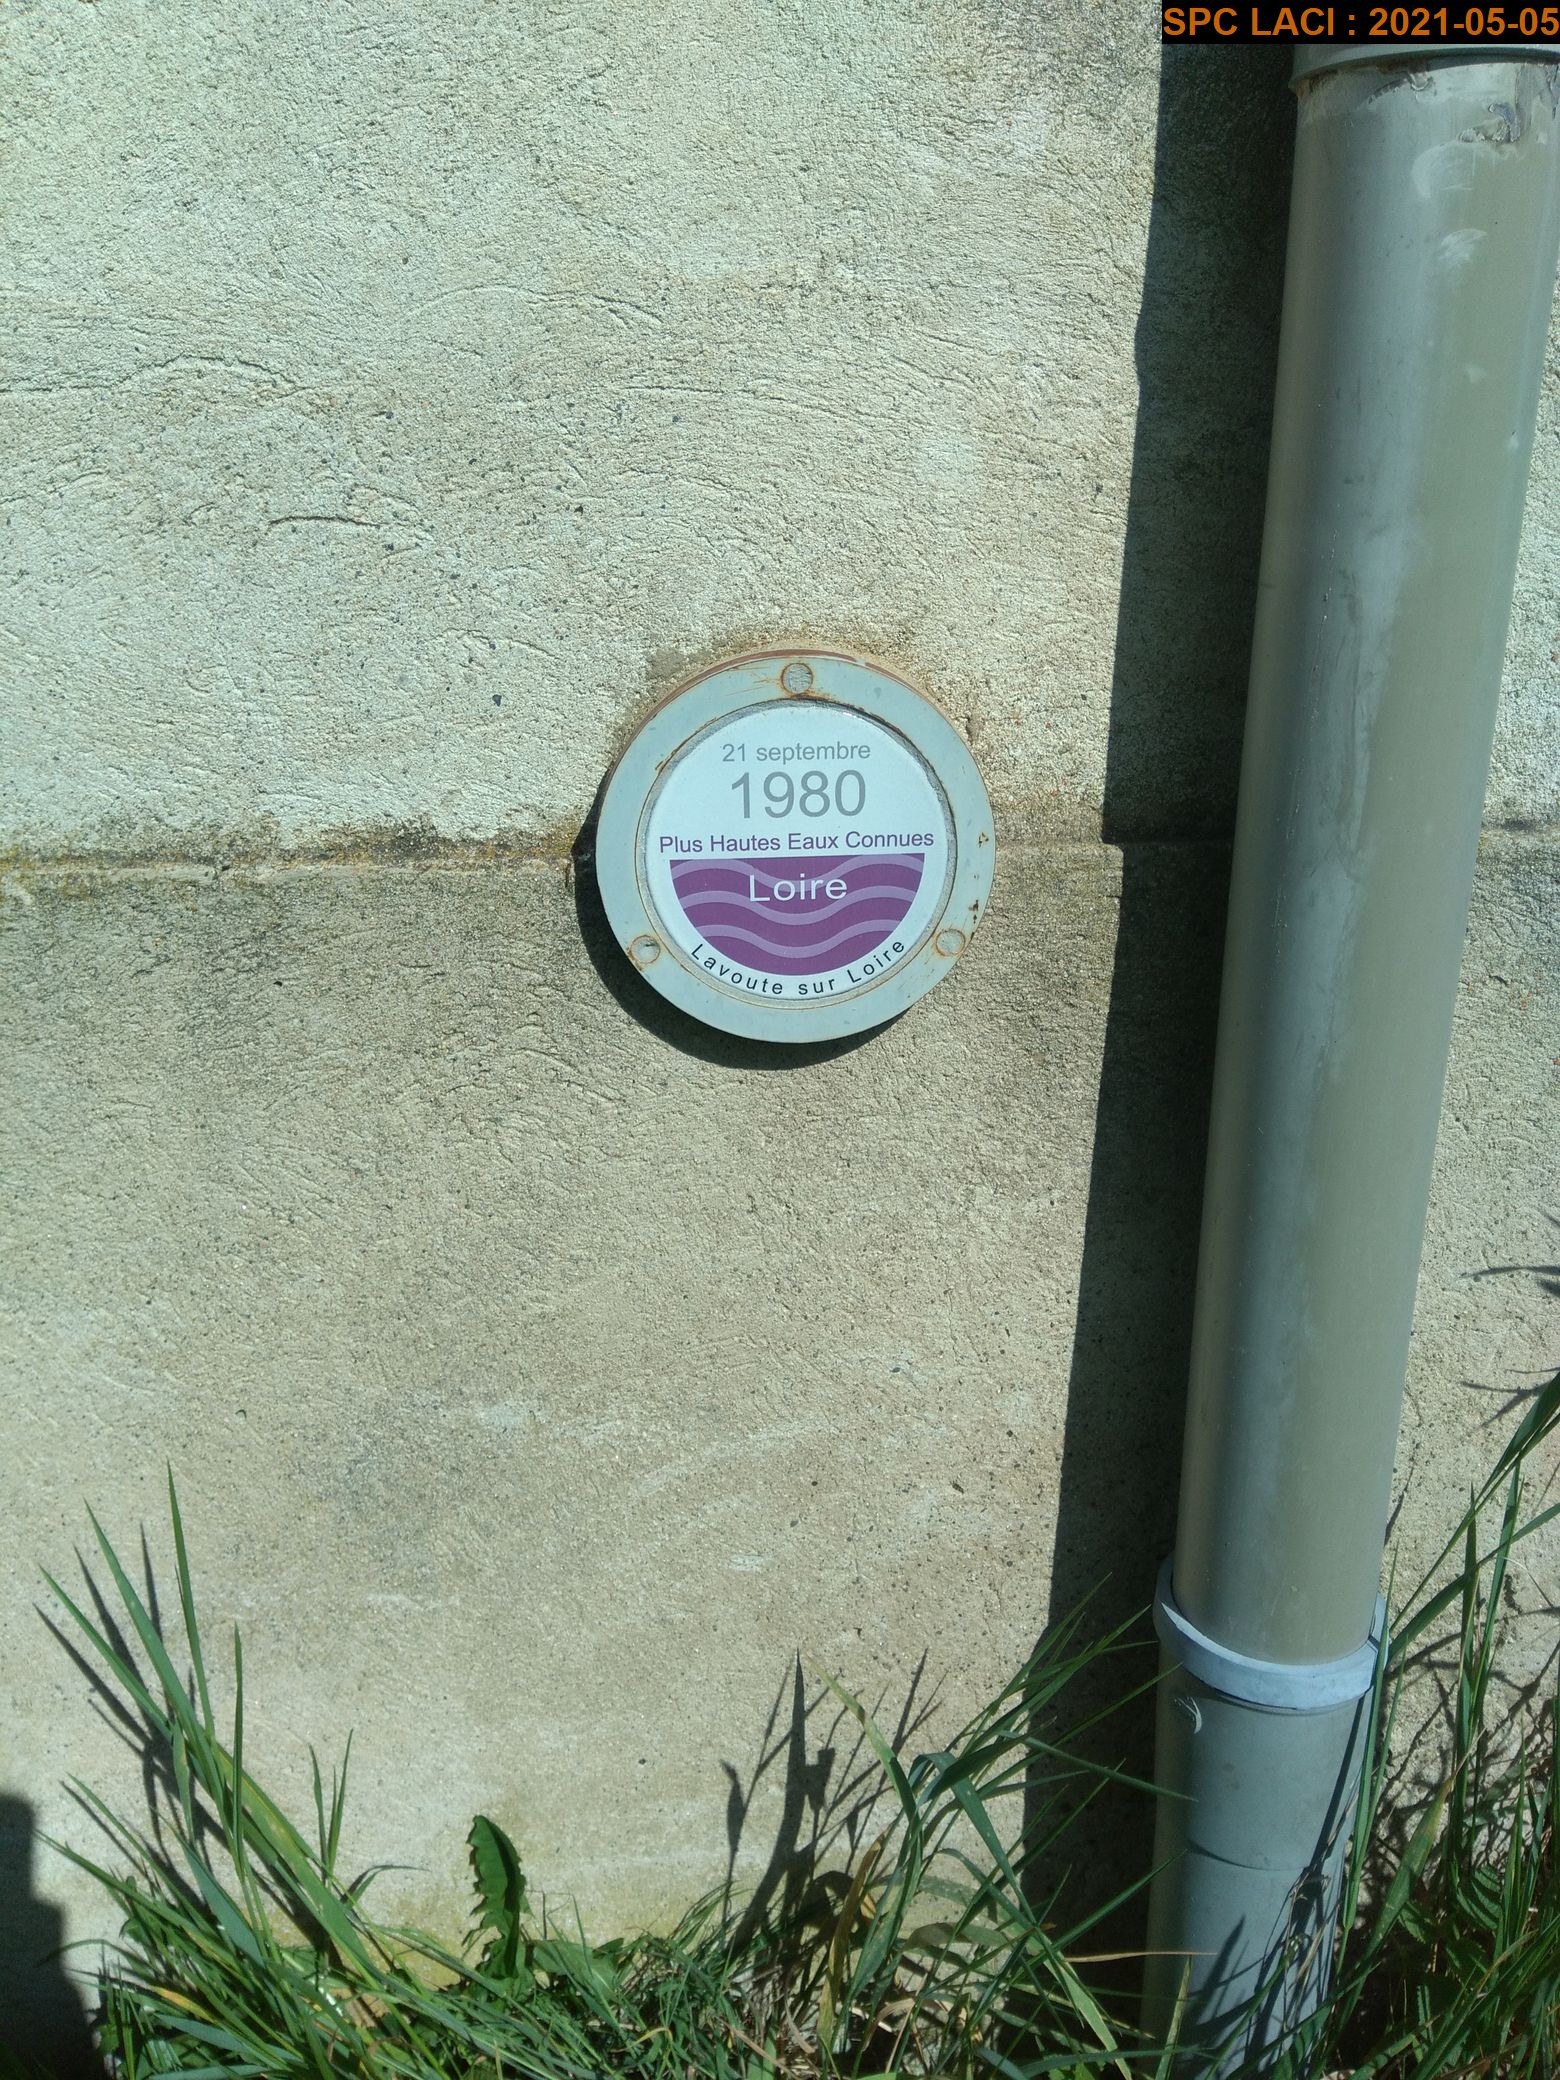 SPC LACI : 2021-05-05
21 septembre
1980
Plus Hautes Eaux Connues
Loire
Lavoute sur Loire